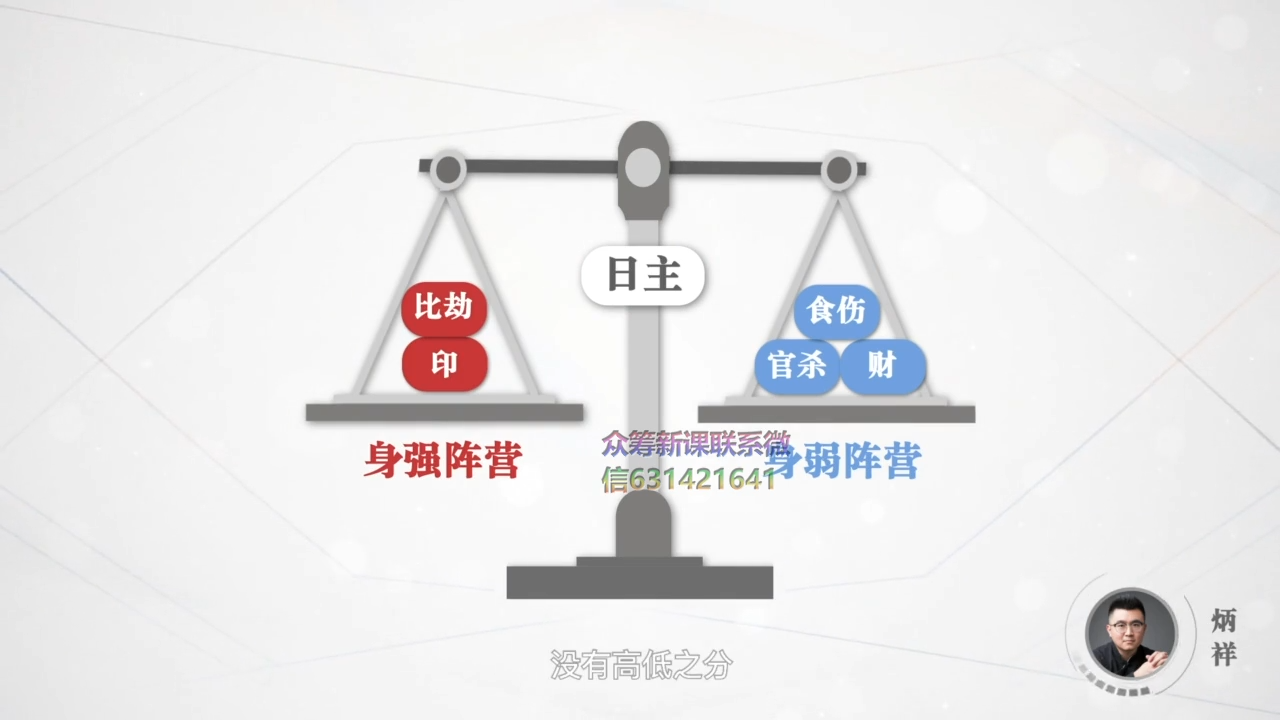 日主
比劫
印
食伤
官杀
财
身强阵营
身弱阵营
众筹新课联系微
信631421641
没有高低之分
炳祥